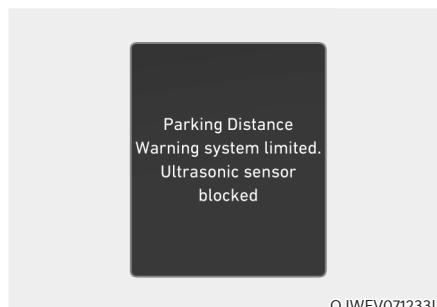 Parking Distance
Warning system limited.
Ultrasonic sensor
blocked
OJWEV071233L